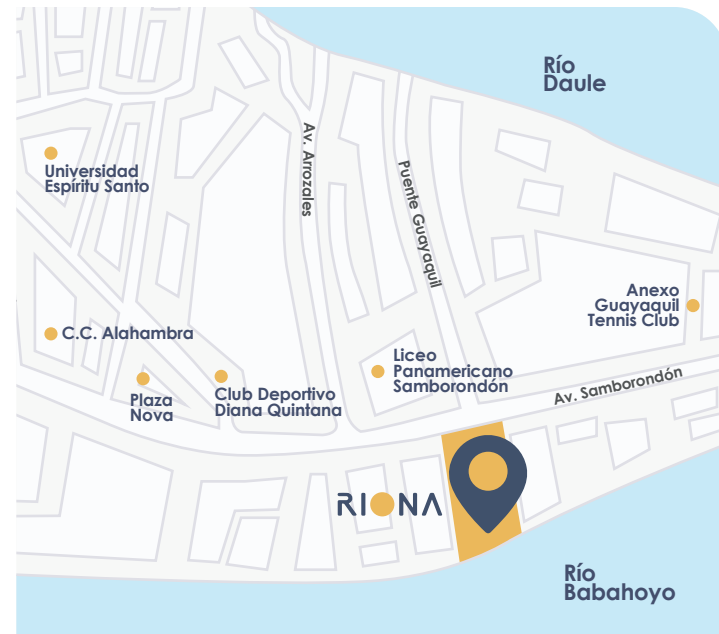 Río
Daule
Av. Arrozales
Puente Guayaquil
Universidad
Espíritu Santo
Anexo
Guayaquil
Tennis Club
C.C. Alahambra
Liceo
Panamericano
Samborondón
Av. Samborondón
Plaza
Nova
Club Deportivo
Diana Quintana
RIONA
Río
Babahoyo